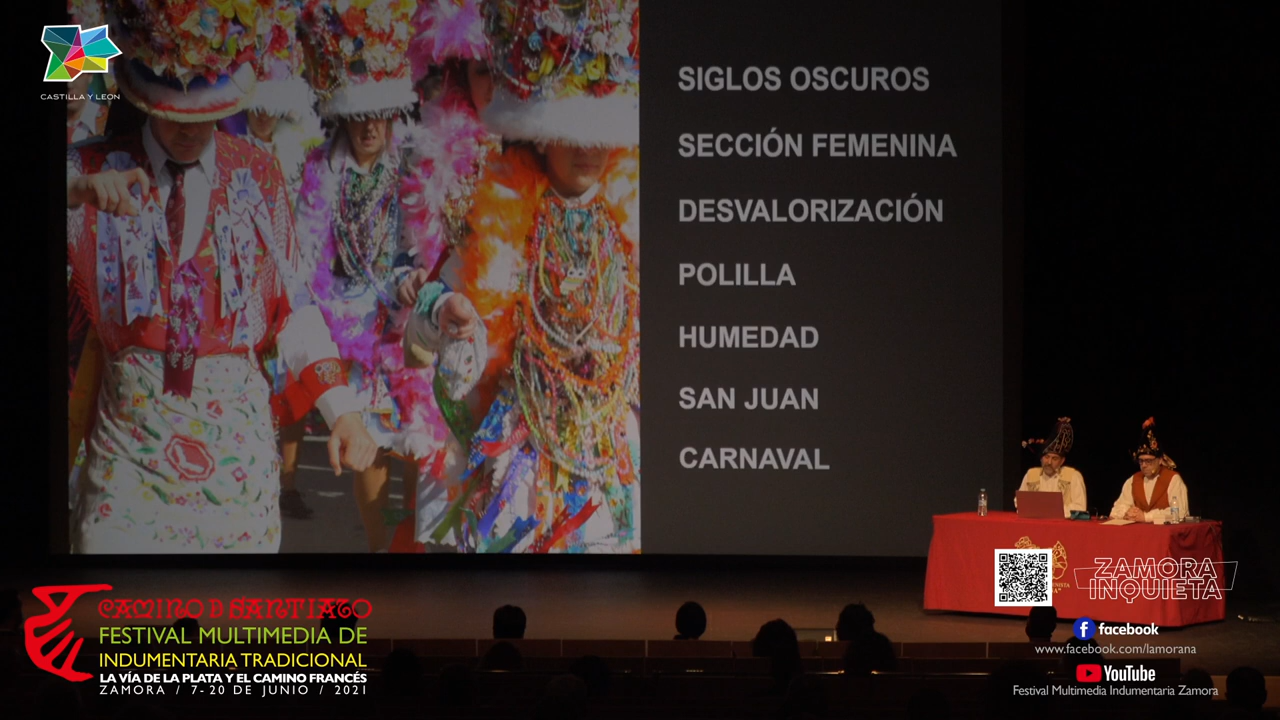 CASTILLA Y LEON
SIGLOS OSCUROS
SECCIÓN FEMENINA
DESVALORIZACIÓN
POLILLA
HUMEDAD
SAN JUAN
CARNAVAL
CAMINO D SANTIAGO
FESTIVAL MULTIMEDIA DE
INDUMENTARIA TRADICIONAL
LA VÍA DE LA PLATA Y EL CAMINO FRANCÉS
ZAMORA / 7-20 DE JUNIO / 2021
ZAMORA
INQUIETA
facebook
www.facebook.com/lamorana
YouTube
Festival Multimedia Indumentaria Zamora